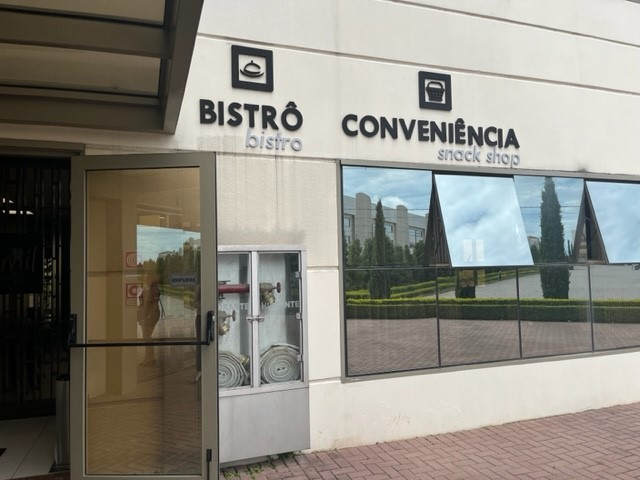 BISTRÔ
bistro
CONVENIÊNCIA
snack shop